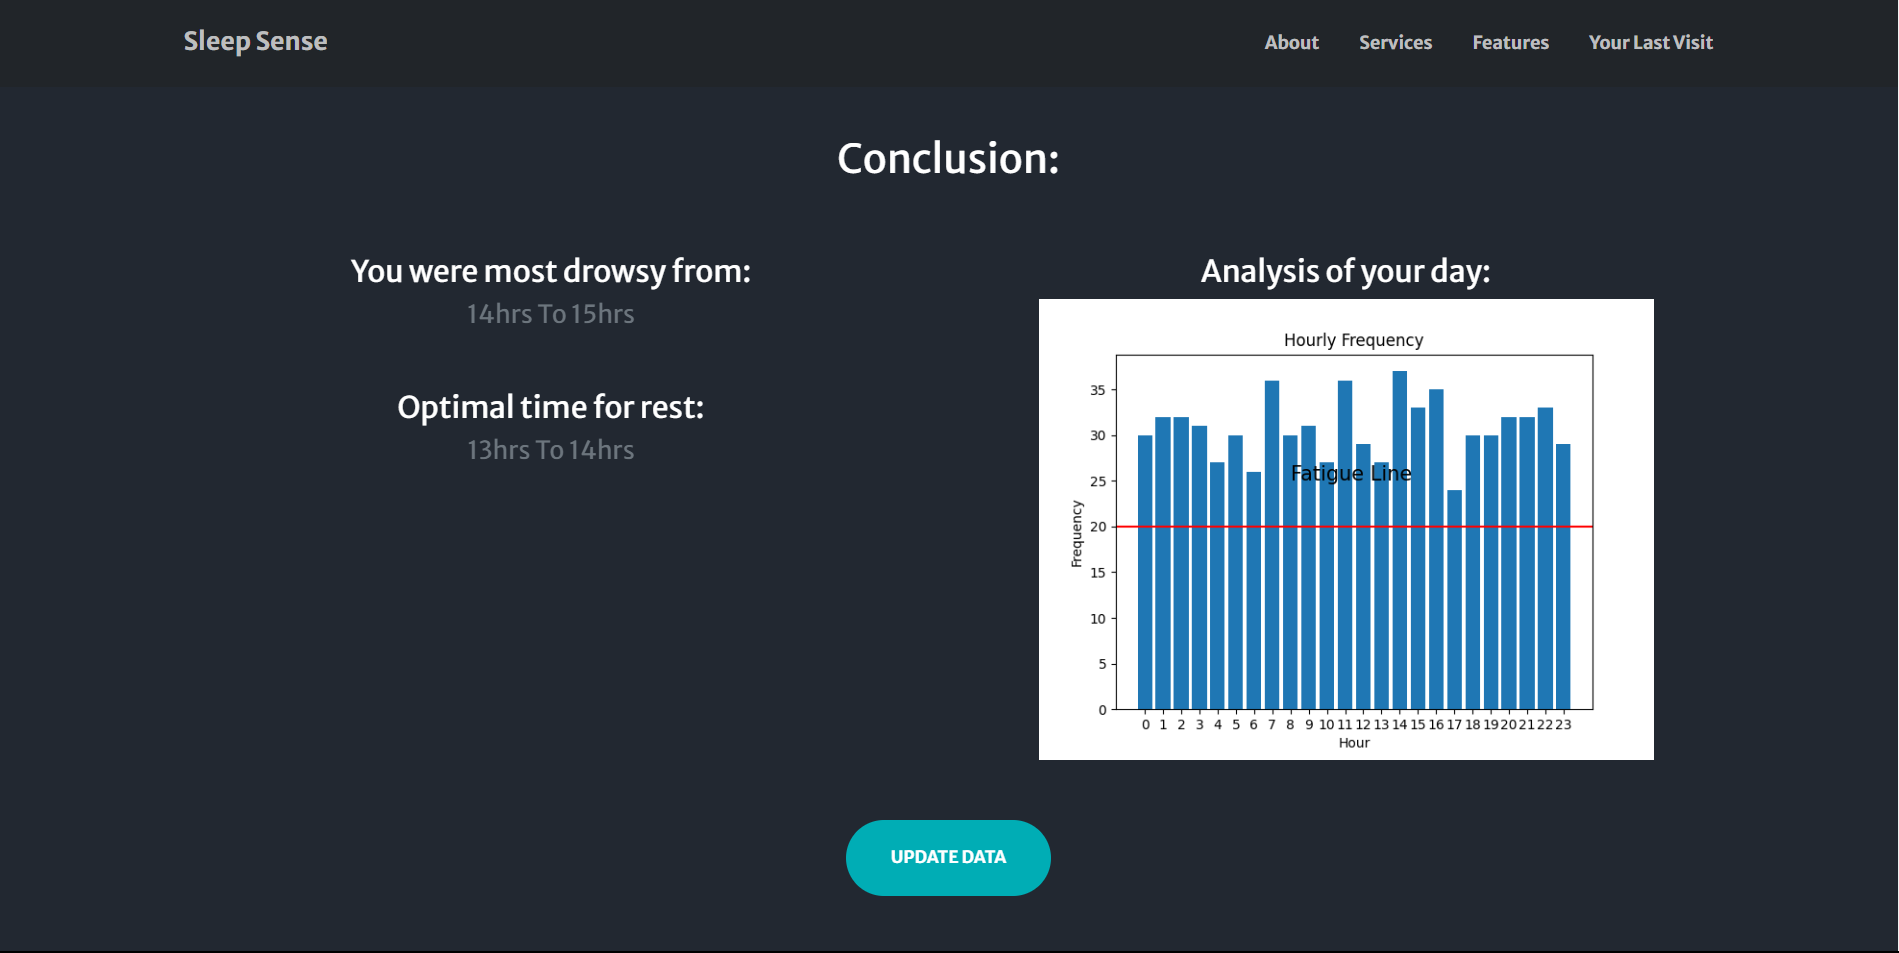 Sleep Sense
About Services Features Your Last Visit
Conclusion:
You were most drowsy from:
14hrs To 15hrs
Optimal time for rest:
13hrs To 14hrs
Analysis of your day:
Hourly Frequency
35
30
25
20
15
10
5
0
Frequency
Fatigue Line
0 1 2 3 4 5 6 7 8 9 10 11 12 13 14 15 16 17 18 19 20 21 22 23
Hour
UPDATE DATA